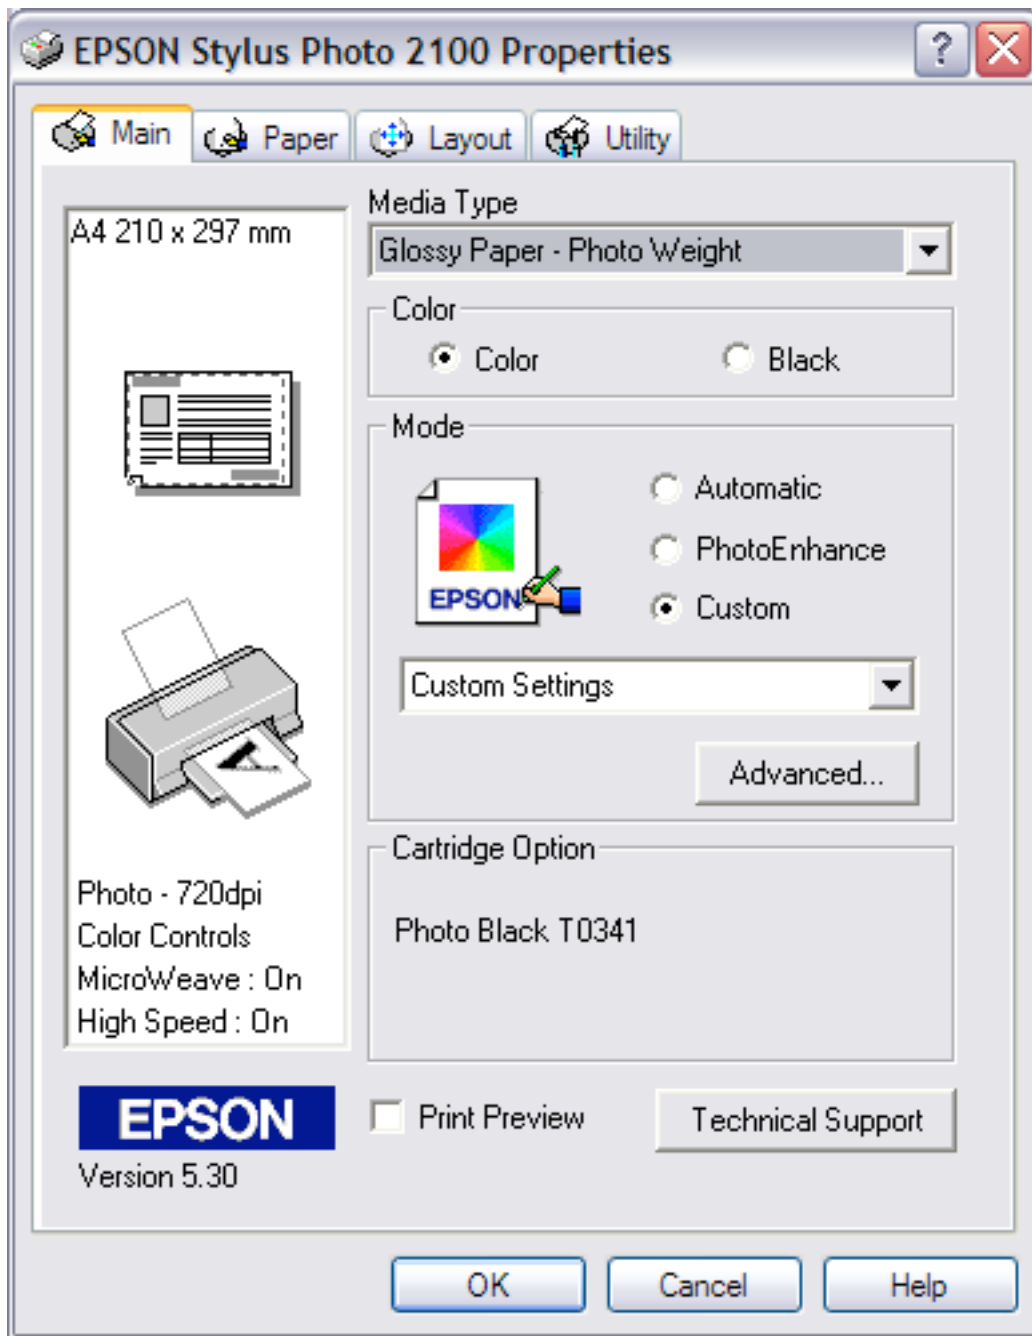 EPSON Stylus Photo 2100 Properties
Main Paper Layout Utility
A4 210 x 297 mm
Media Type
Glossy Paper - Photo Weight
Color
Color Black
Mode
EPSON
Automatic
PhotoEnhance
Custom
Custom Settings
Advanced...
Cartridge Option
Photo Black T0341
Photo - 720dpi
Color Controls
MicroWeave : On
High Speed : On
EPSON
Version 5.30
Print Preview
Technical Support
OK Cancel Help